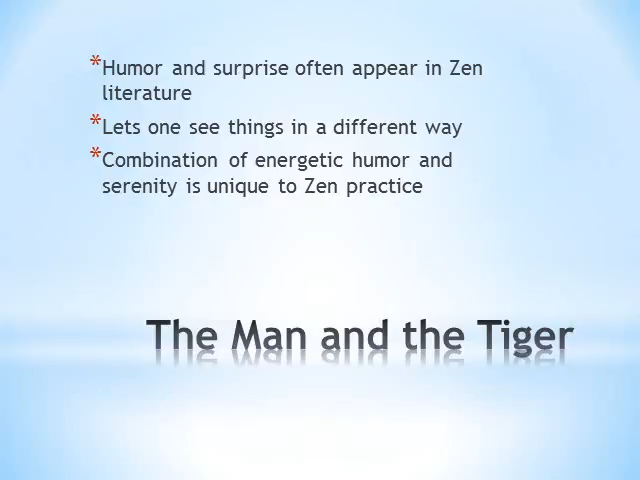 * Humor and surprise often appear in Zen
literature
* Lets one see things in a different way
* Combination of energetic humor and
serenity is unique to Zen practice
The Man and the Tiger